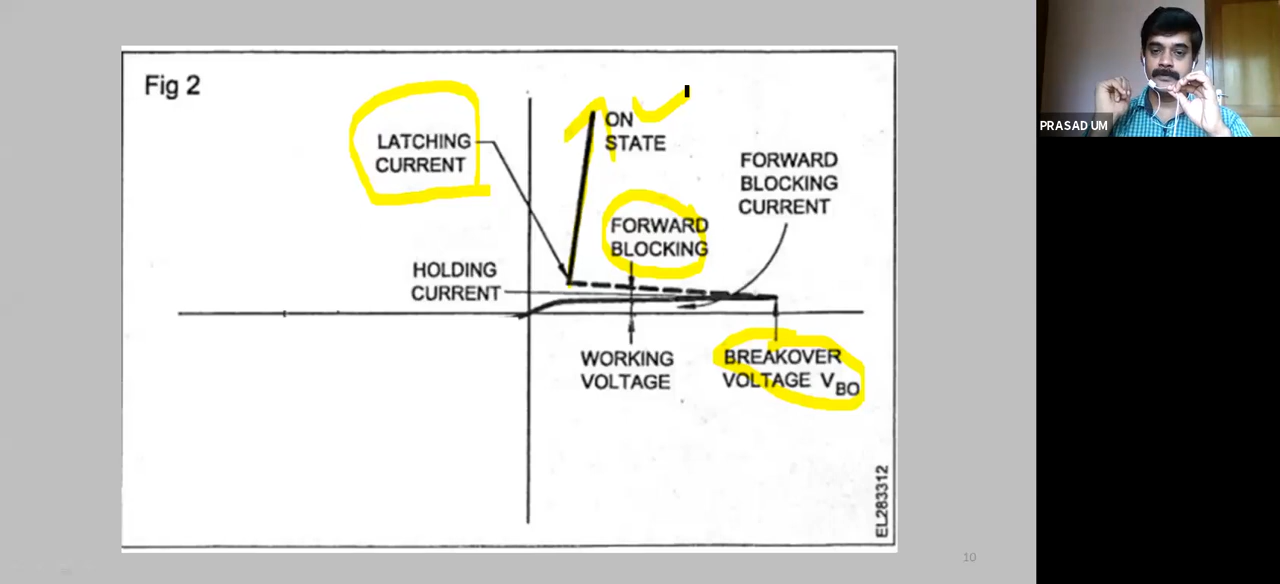 Fig 2
LATCHING
CURRENT
ON
STATE
FORWARD
BLOCKING
CURRENT
FORWARD
BLOCKING
HOLDING
CURRENT
WORKING
VOLTAGE
BREAKOVER
VOLTAGE VBO
EL283312
10
PRASAD UM